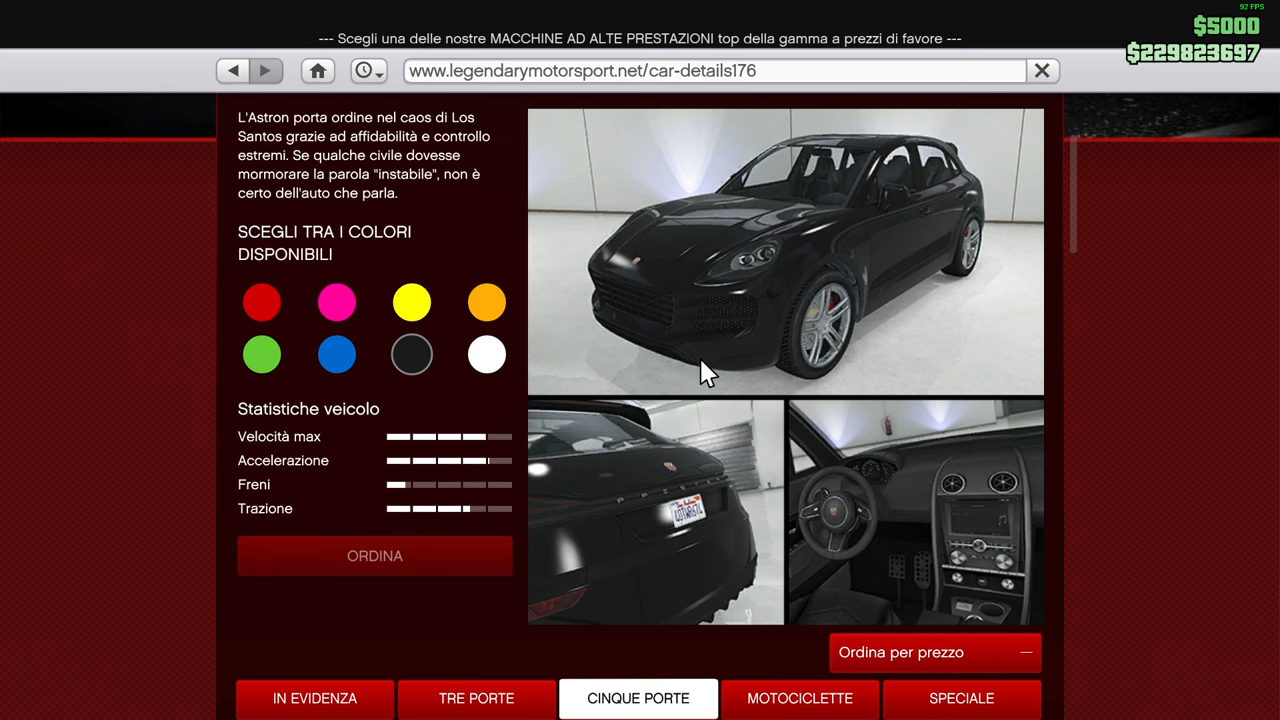 92 FPS
$5000
$229823697
--- Scegli una delle nostre MACCHINE AD ALTE PRESTAZIONI top della gamma a prezzi di favore ---
www.legendarymotorsport.net/car-details176
L'Astron porta ordine nel caos di Los
Santos grazie ad affidabilità e controllo
estremi. Se qualche civile dovesse
mormorare la parola "instabile", non è
certo dell'auto che parla.
SCEGLI TRA I COLORI
DISPONIBILI
Statistiche veicolo
Velocità max
Accelerazione
Freni
Trazione
ORDINA
Ordina per prezzo
IN EVIDENZA
TRE PORTE
CINQUE PORTE
MOTOCICLETTE
SPECIALE